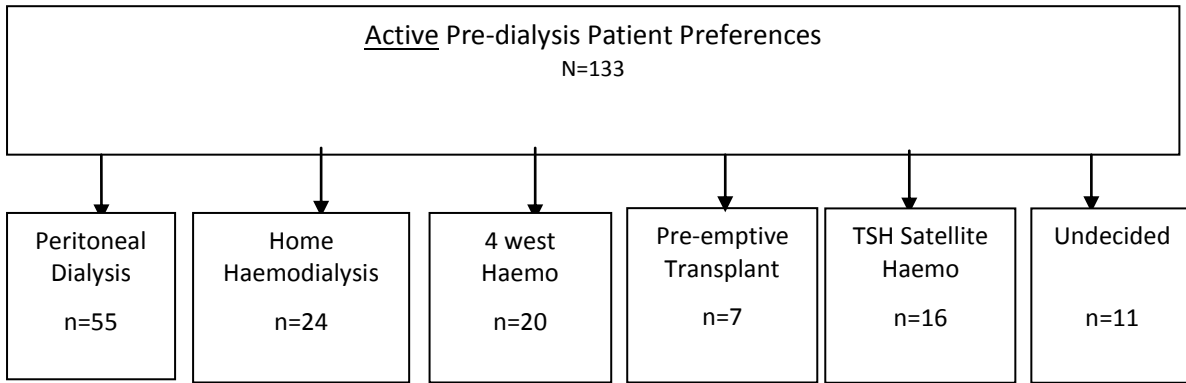 Active Pre-dialysis Patient Preferences
N=133
Peritoneal
Dialysis
n=55
Home
Haemodialysis
n=24
4 west
Haemo
n=20
Pre-emptive
Transplant
n=7
TSH Satellite
Haemo
n=16
Undecided
n=11